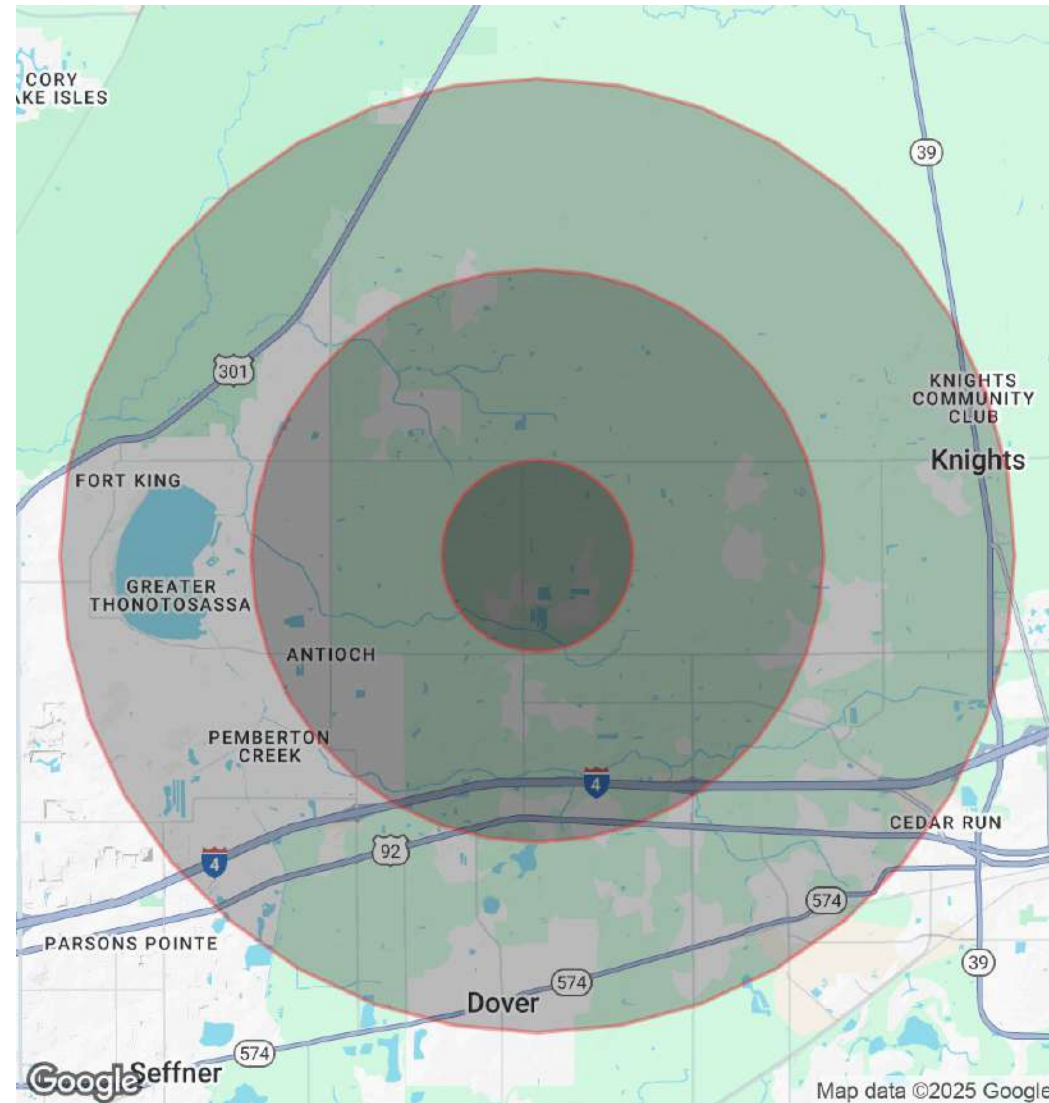 CORY
AKE ISLES
39
301
KNIGHTS
COMMUNITY
CLUB
Knights
FORT KING
GREATER
THONOTOSASSA
ANTIOCH
PEMBERTON
CREEK
4
CEDAR RUN
92
4
574
PARSONS POINTE
39
574
Dover
574
Seffner
Google
Map data ©2025 Google